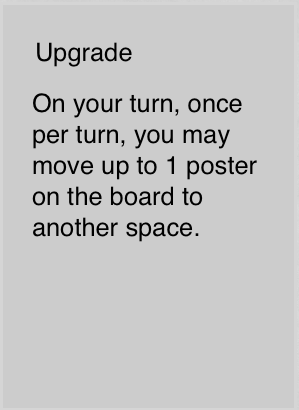 Upgrade
On your turn, once
per turn, you may
move up to 1 poster
on the board to
another space.